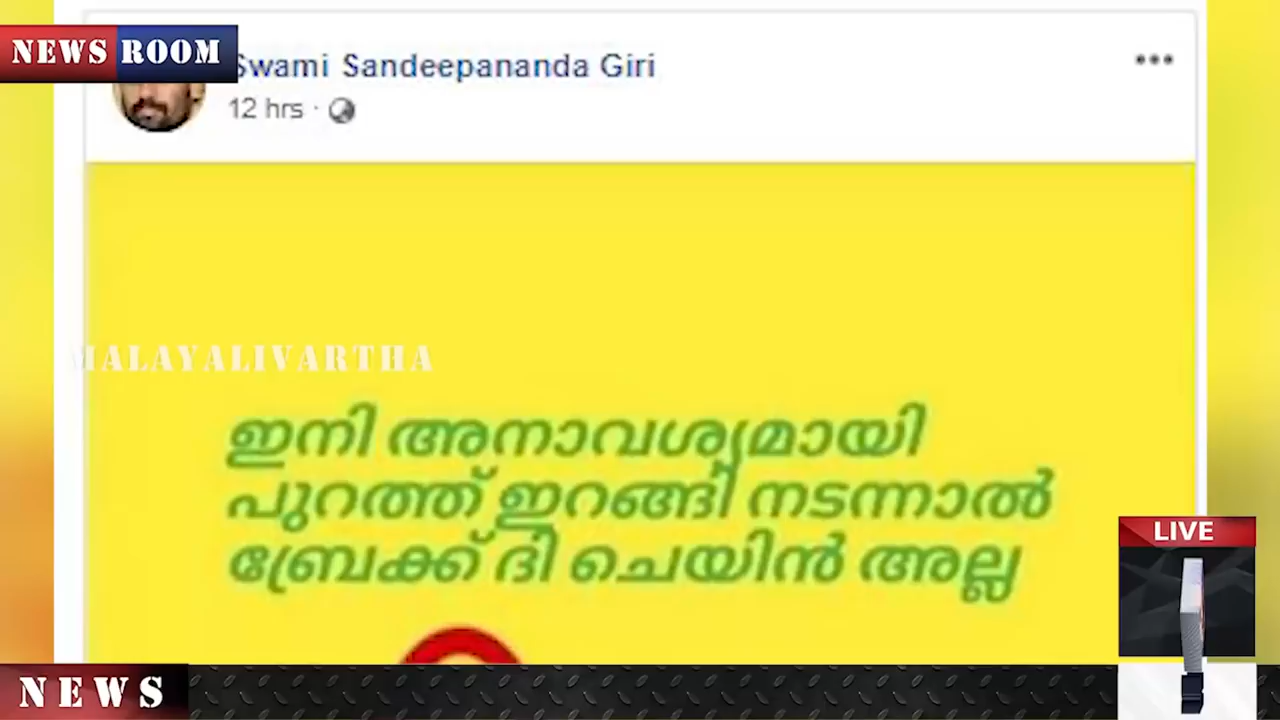 NEWS ROOM
Swami Sandeepananda Giri
12 hrs ·
MALAYALIVARTHA
ഇനി അനാവശ്യമായി
പുറത്ത് ഇറങ്ങി നടന്നാൽ
ബ്രേക്ക് ദി ചെയിൻ അല്ല
LIVE
NEWS